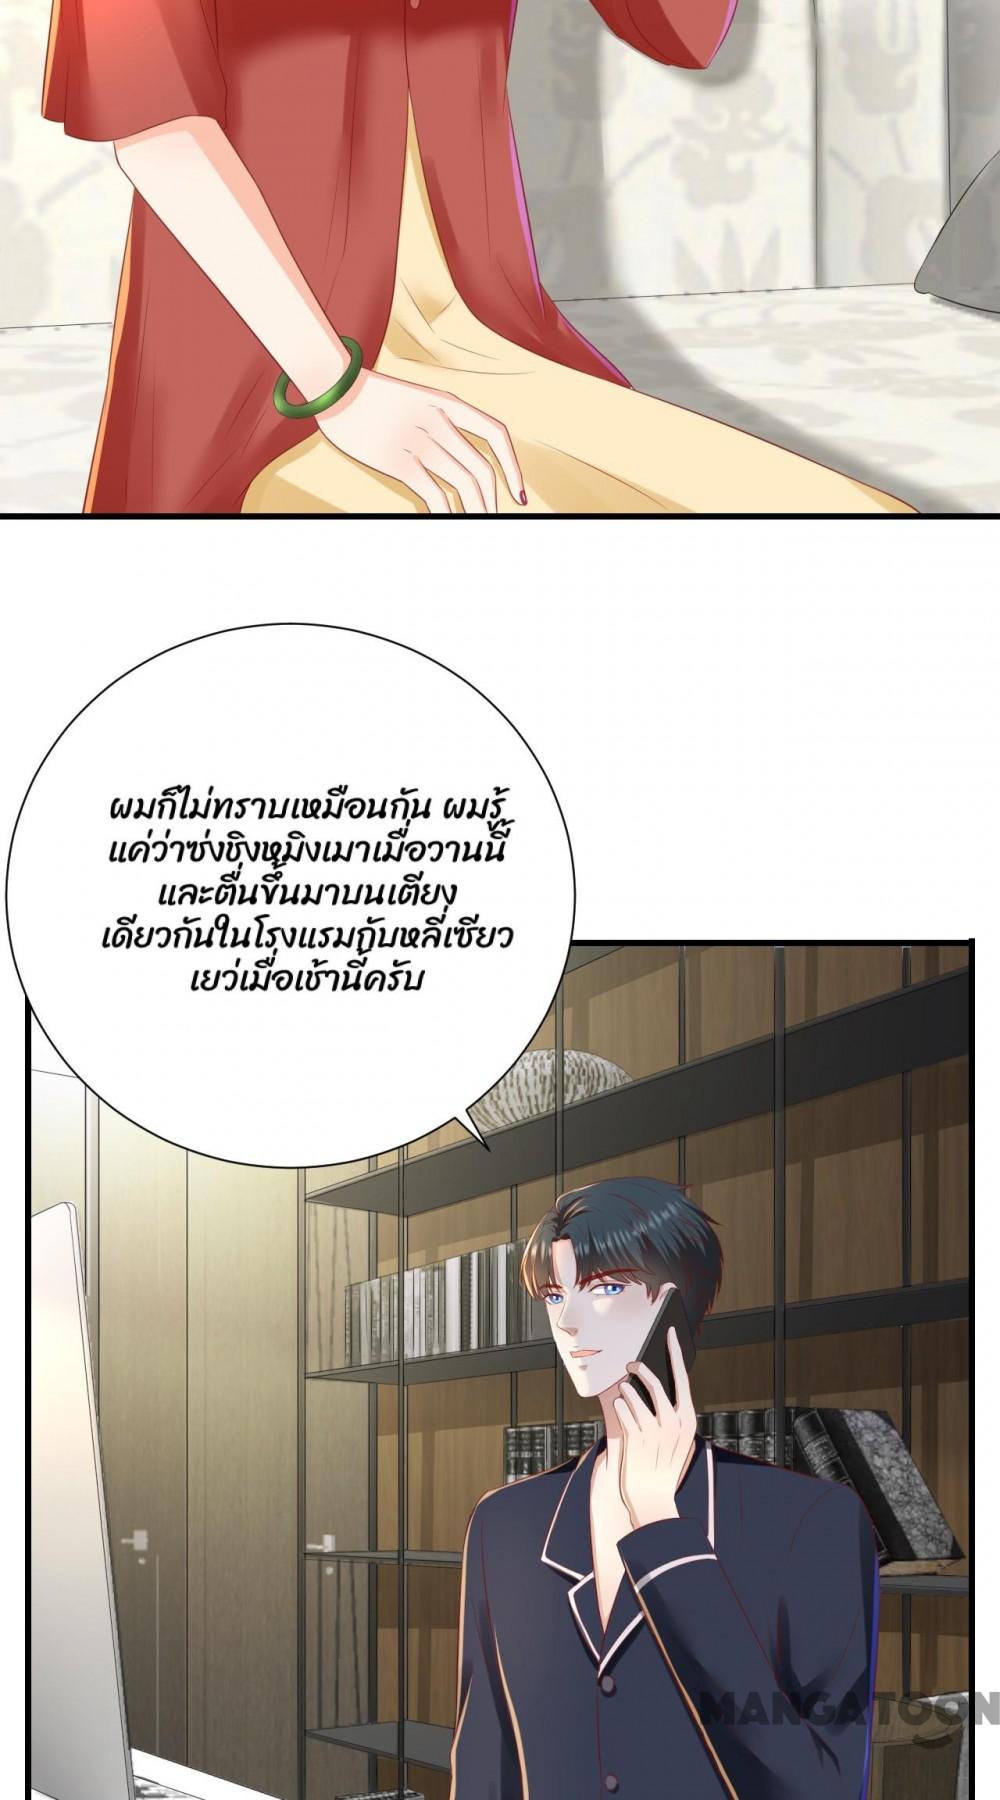 ผมก็ไม่ทราบเหมือนกัน ผมรู้
แค่ว่าซ่งชิงหมิงเมาเมื่อวานนี้
และตื่นขึ้นมาบนเตียง
เดียวกันในโรงแรมกับหลี่เซียว
เยว่เมื่อเช้านี้ครับ
MANGATOON